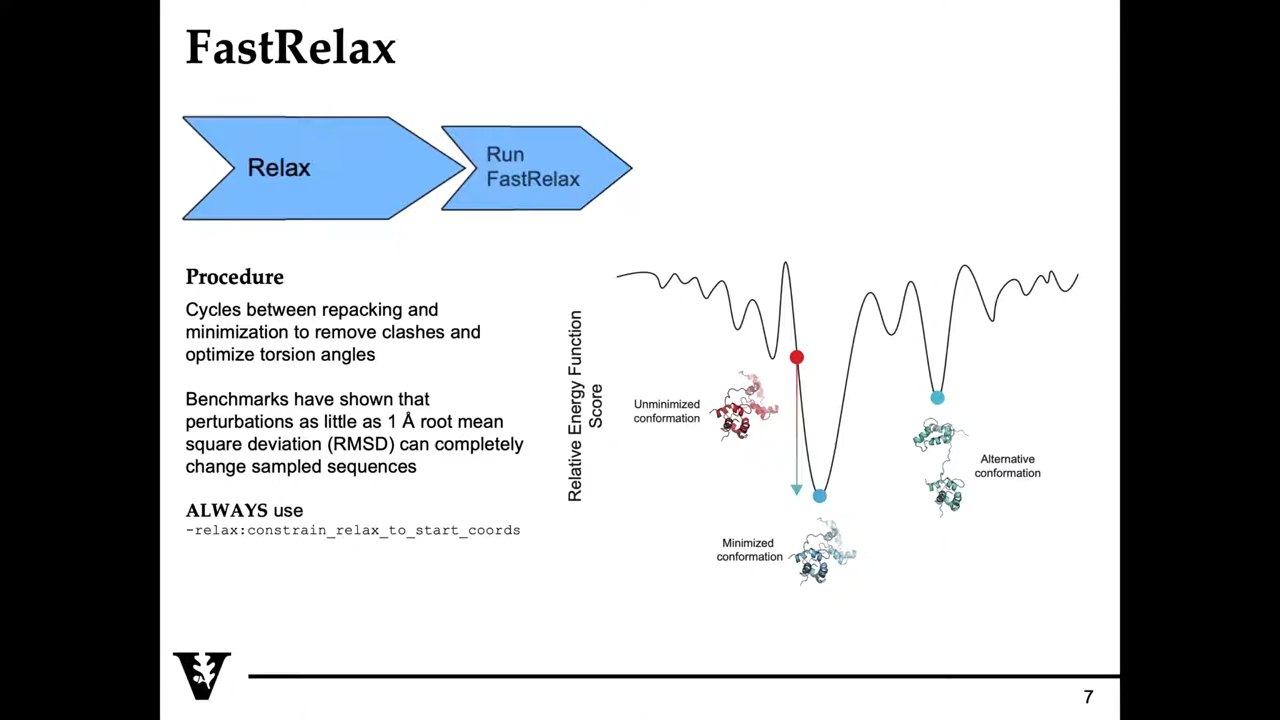 FastRelax
Relax
Run
FastRelax
Procedure
Cycles between repacking and
minimization to remove clashes and
optimize torsion angles
Benchmarks have shown that
perturbations as little as 1 Å root mean
square deviation (RMSD) can completely
change sampled sequences
ALWAYS use
-relax:constrain_relax_to_start_coords
Relative Energy Function
Score
Unminimized
conformation
Minimized
conformation
Alternative
conformation
V
7